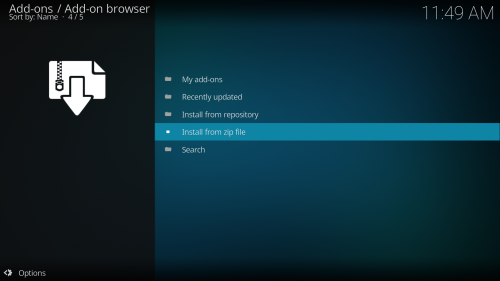 Add-ons / Add-on browser
Sort by: Name · 4 / 5
11:49 AM
My add-ons
Recently updated
Install from repository
Install from zip file
Search
Options